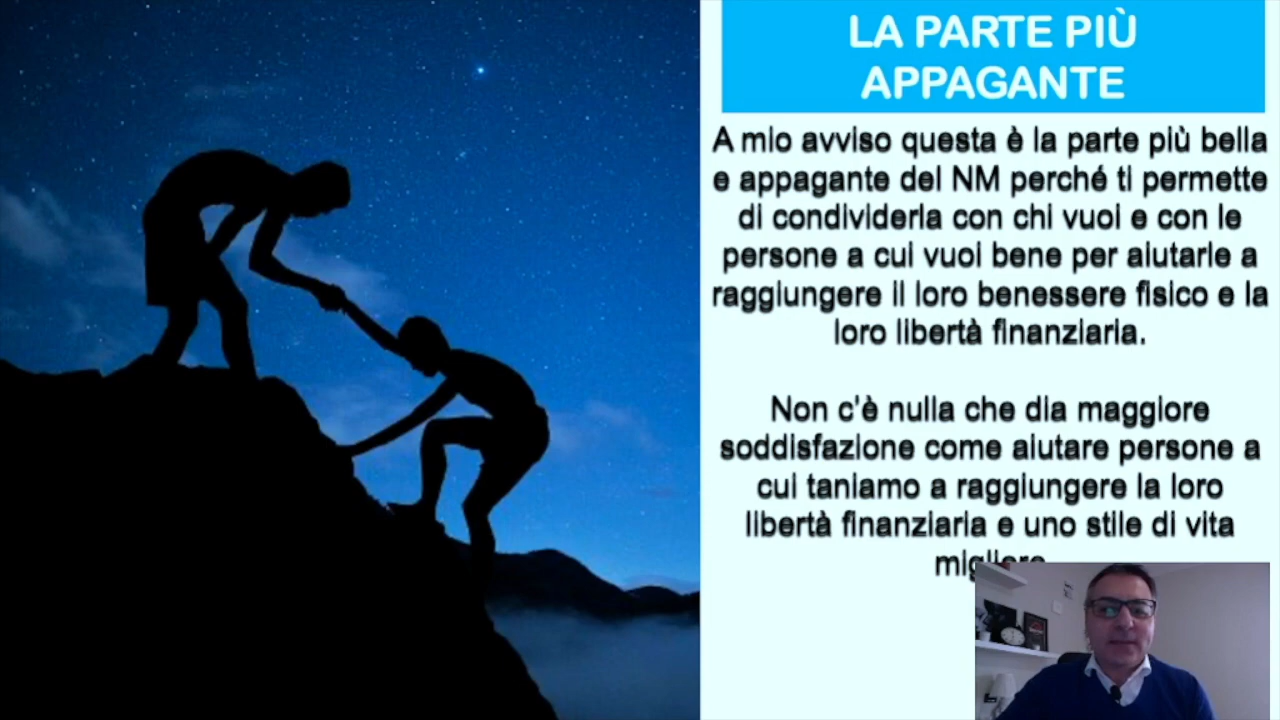 LA PARTE PIÙ
APPAGANTE
A mio avviso questa è la parte più bella
e appagante del NM perché ti permette
di condividerla con chi vuoi e con le
persone a cui vuoi bene per aiutarle a
raggiungere il loro benessere fisico e la
loro libertà finanziaria.
Non c'è nulla che dia maggiore
soddisfazione come aiutare persone a
cui taniamo a raggiungere la loro
libertà finanziaria e uno stile di vita